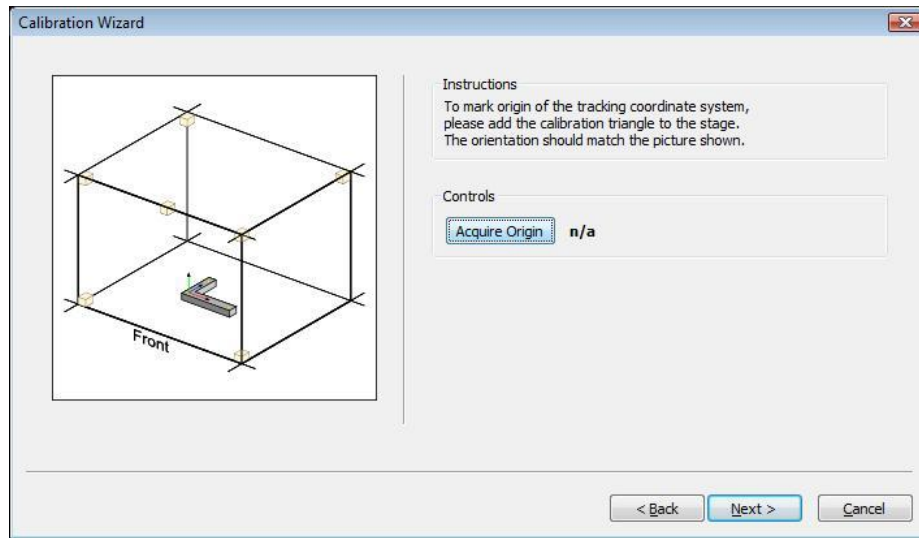 Calibration Wizard
Front
Instructions
To mark origin of the tracking coordinate system,
please add the calibration triangle to the stage.
The orientation should match the picture shown.
Controls
Acquire Origin n/a
< Back Next > Cancel